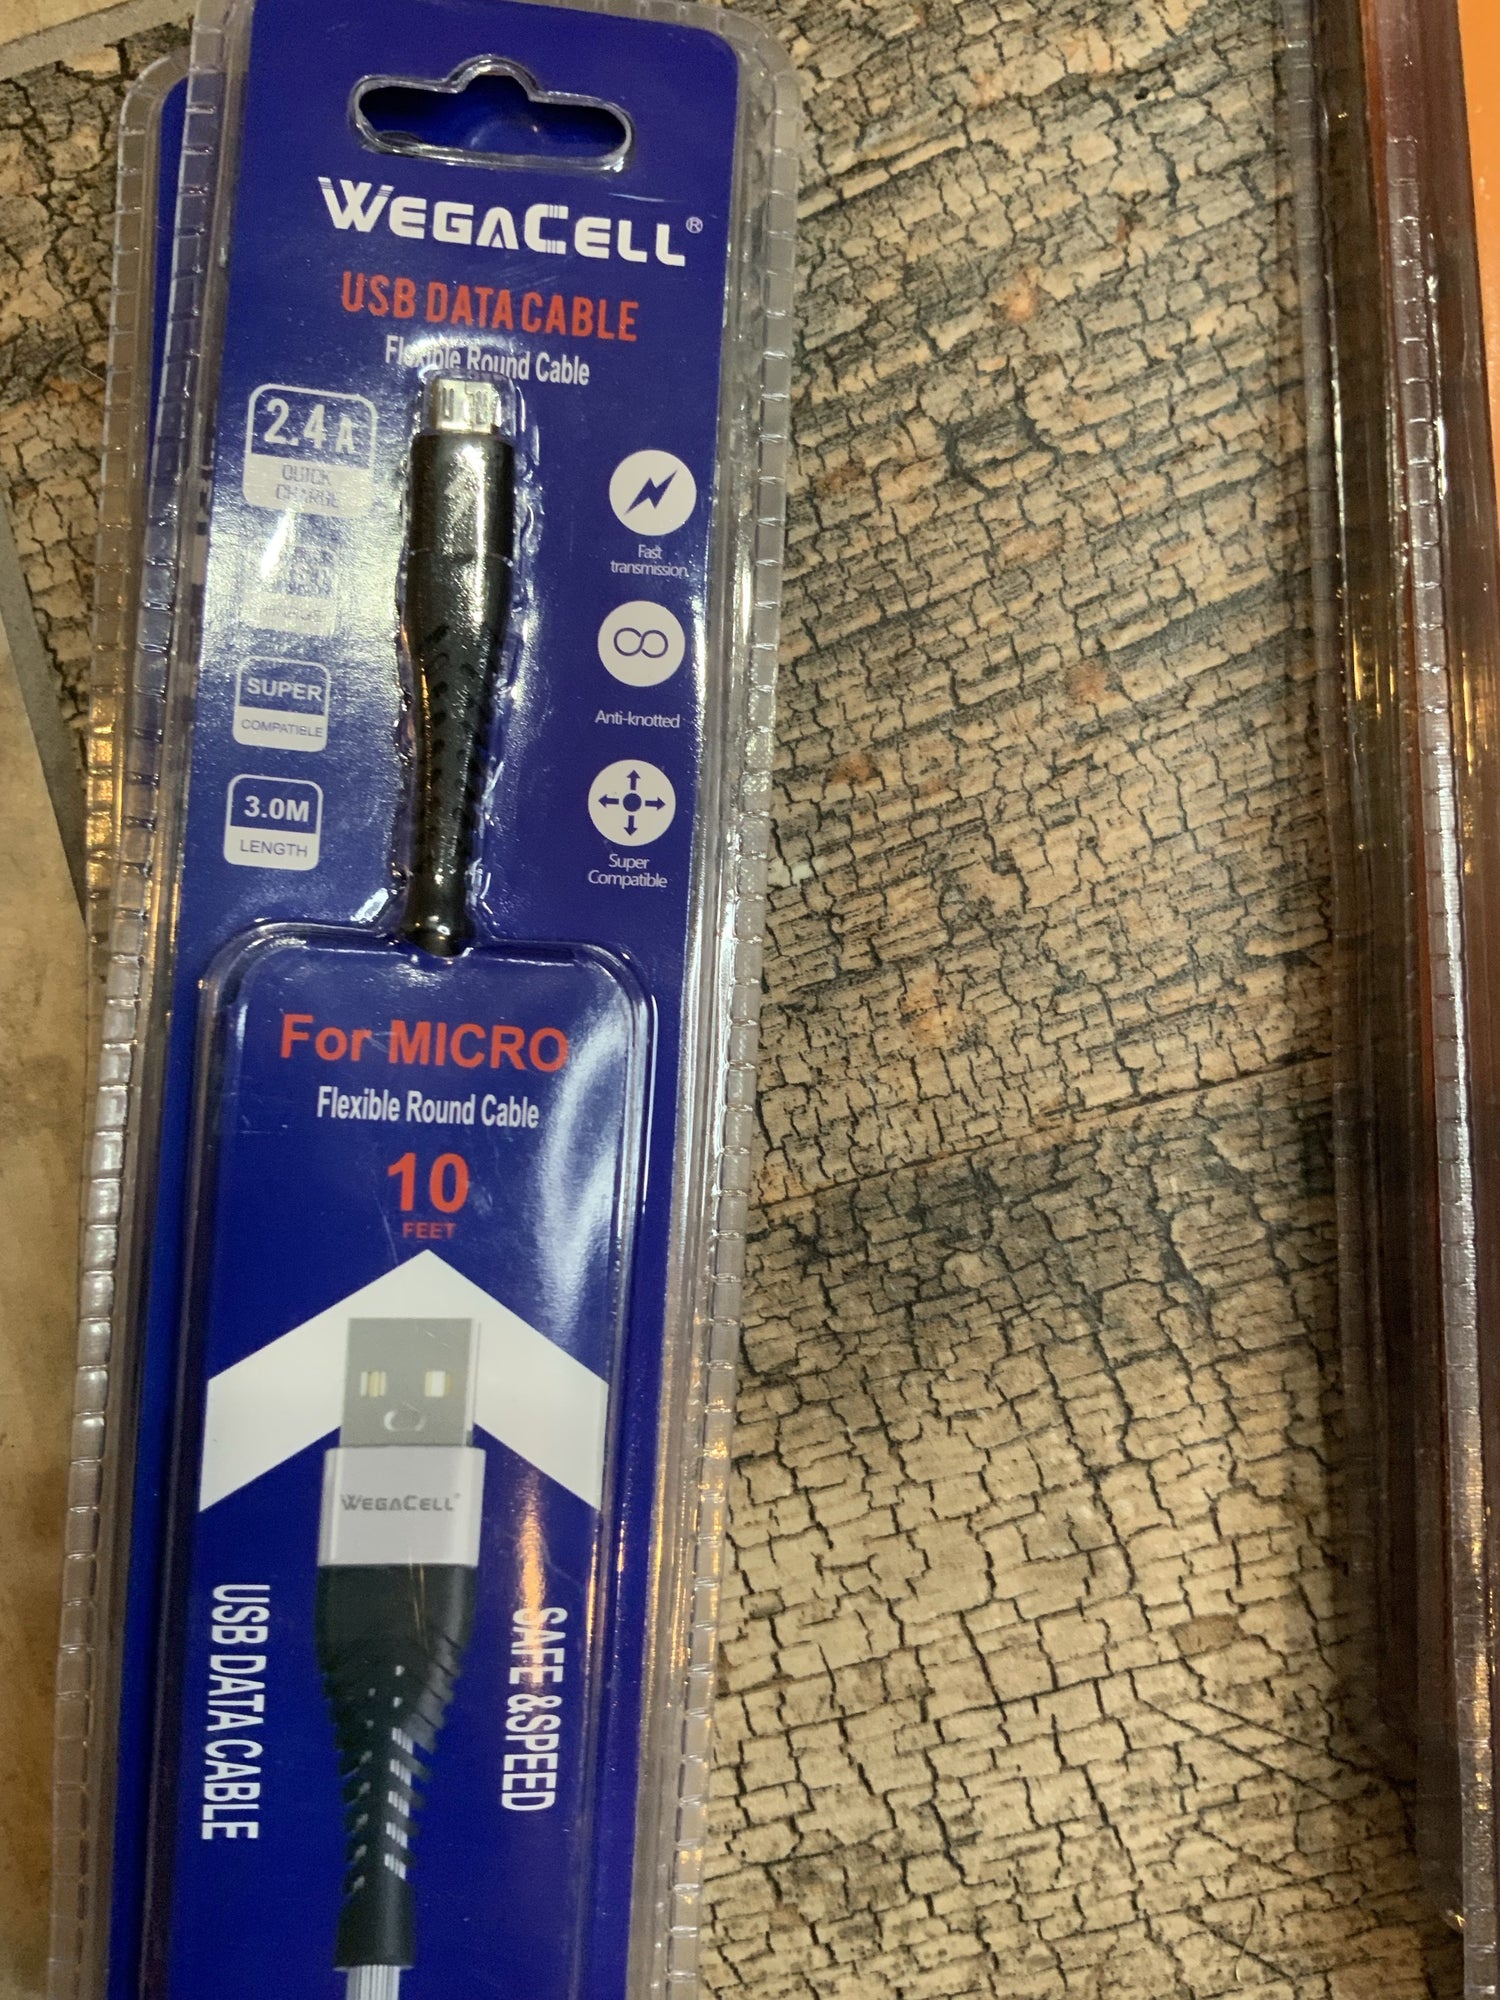 WEGACELL®
USB DATA CABLE
Flexible Round Cable
2.4A
QUICK
CHARGE
Fast
transmission
Anti-knotted
SUPER
COMPATIBLE
3.0M
LENGTH
Super
Compatible
For MICRO
Flexible Round Cable
10
FEET
WEGACELL
USB DATA CABLE
SAFE &SPEED